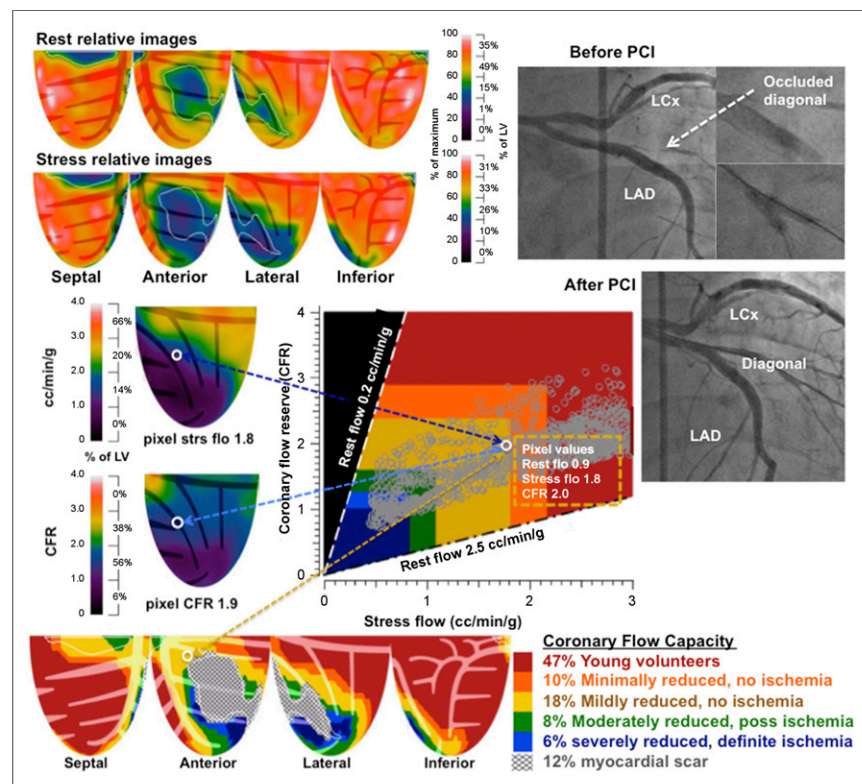 Rest relative images
100
80
60
40
20
0
% of maximum
35%
49%
15%
1%
0%
% of LV
Stress relative images
100
80
60
40
20
0
% of maximum
31%
33%
26%
10%
0%
% of LV
Septal Anterior Lateral Inferior
Before PCI
LCx
Occluded
diagonal
LAD
After PCI
LCx
Diagonal
LAD
4.0
3.0
2.0
1.0
0.0
cc/min/g
66%
20%
14%
0%
% of LV
pixel strs flo 1.8
4.0
3.0
2.0
1.0
0.0
CFR
0%
38%
56%
6%
pixel CFR 1.9
Coronary flow reserve (CFR)
4
3
2
1
0
Rest flow 0.2 cc/min/g
Pixel values
Rest flo 0.9
Stress flo 1.8
CFR 2.0
Rest flow 2.5 cc/min/g
0 1 2 3
Stress flow (cc/min/g)
Septal Anterior Lateral Inferior
Coronary Flow Capacity
47% Young volunteers
10% Minimally reduced, no ischemia
18% Mildly reduced, no ischemia
8% Moderately reduced, poss ischemia
6% severely reduced, definite ischemia
12% myocardial scar